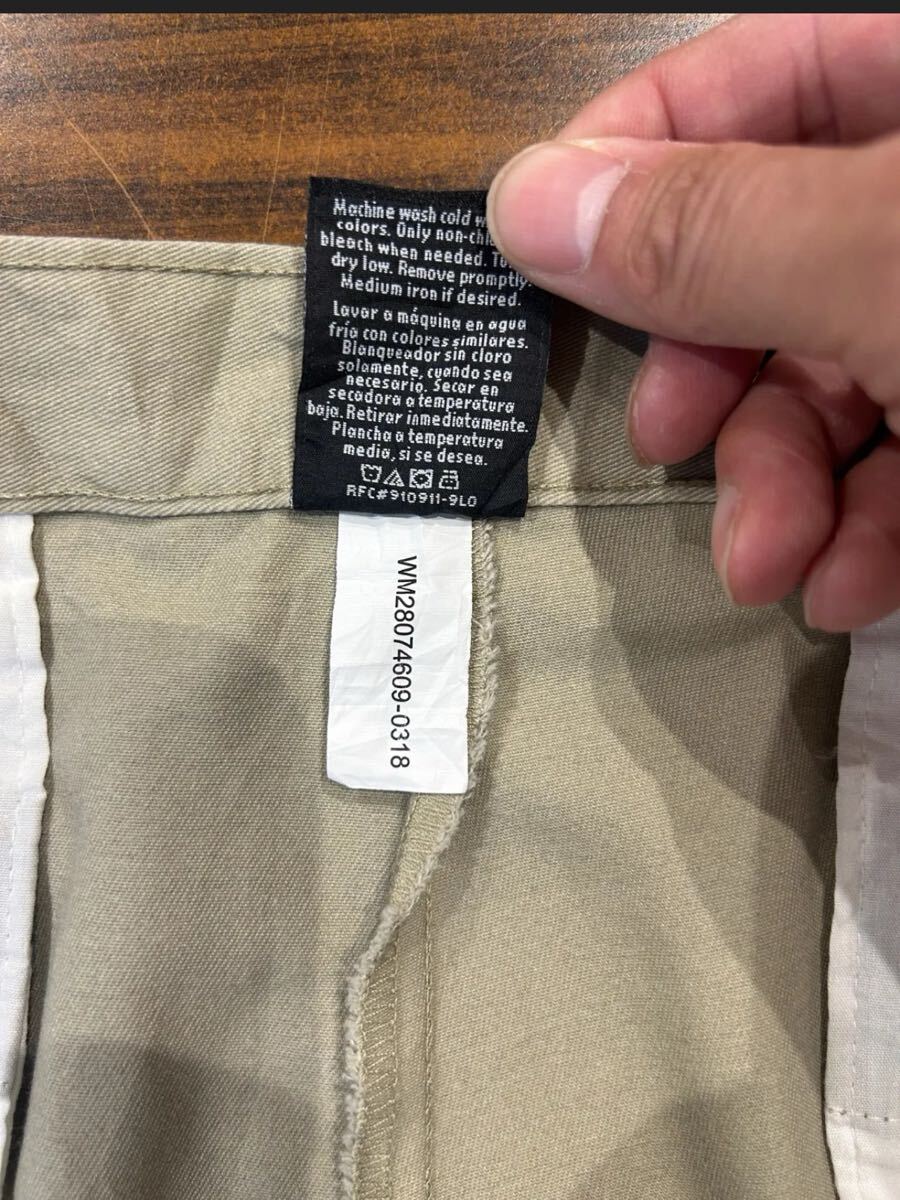 Machine wash cold
colors. Only non-
bleach when needed.
dry low. Remove promptly.
Medium iron if desired.
Lavar a máquina en agua
fría con colores similares.
Blanqueador sin cloro
solamente, cuando sea
necesario. Secar en
secadora a temperatura
baja. Retirar inmediatamente.
Plancha a temperatura
media, si se desea.
RFC#910911-9L0
WM28074609-0318